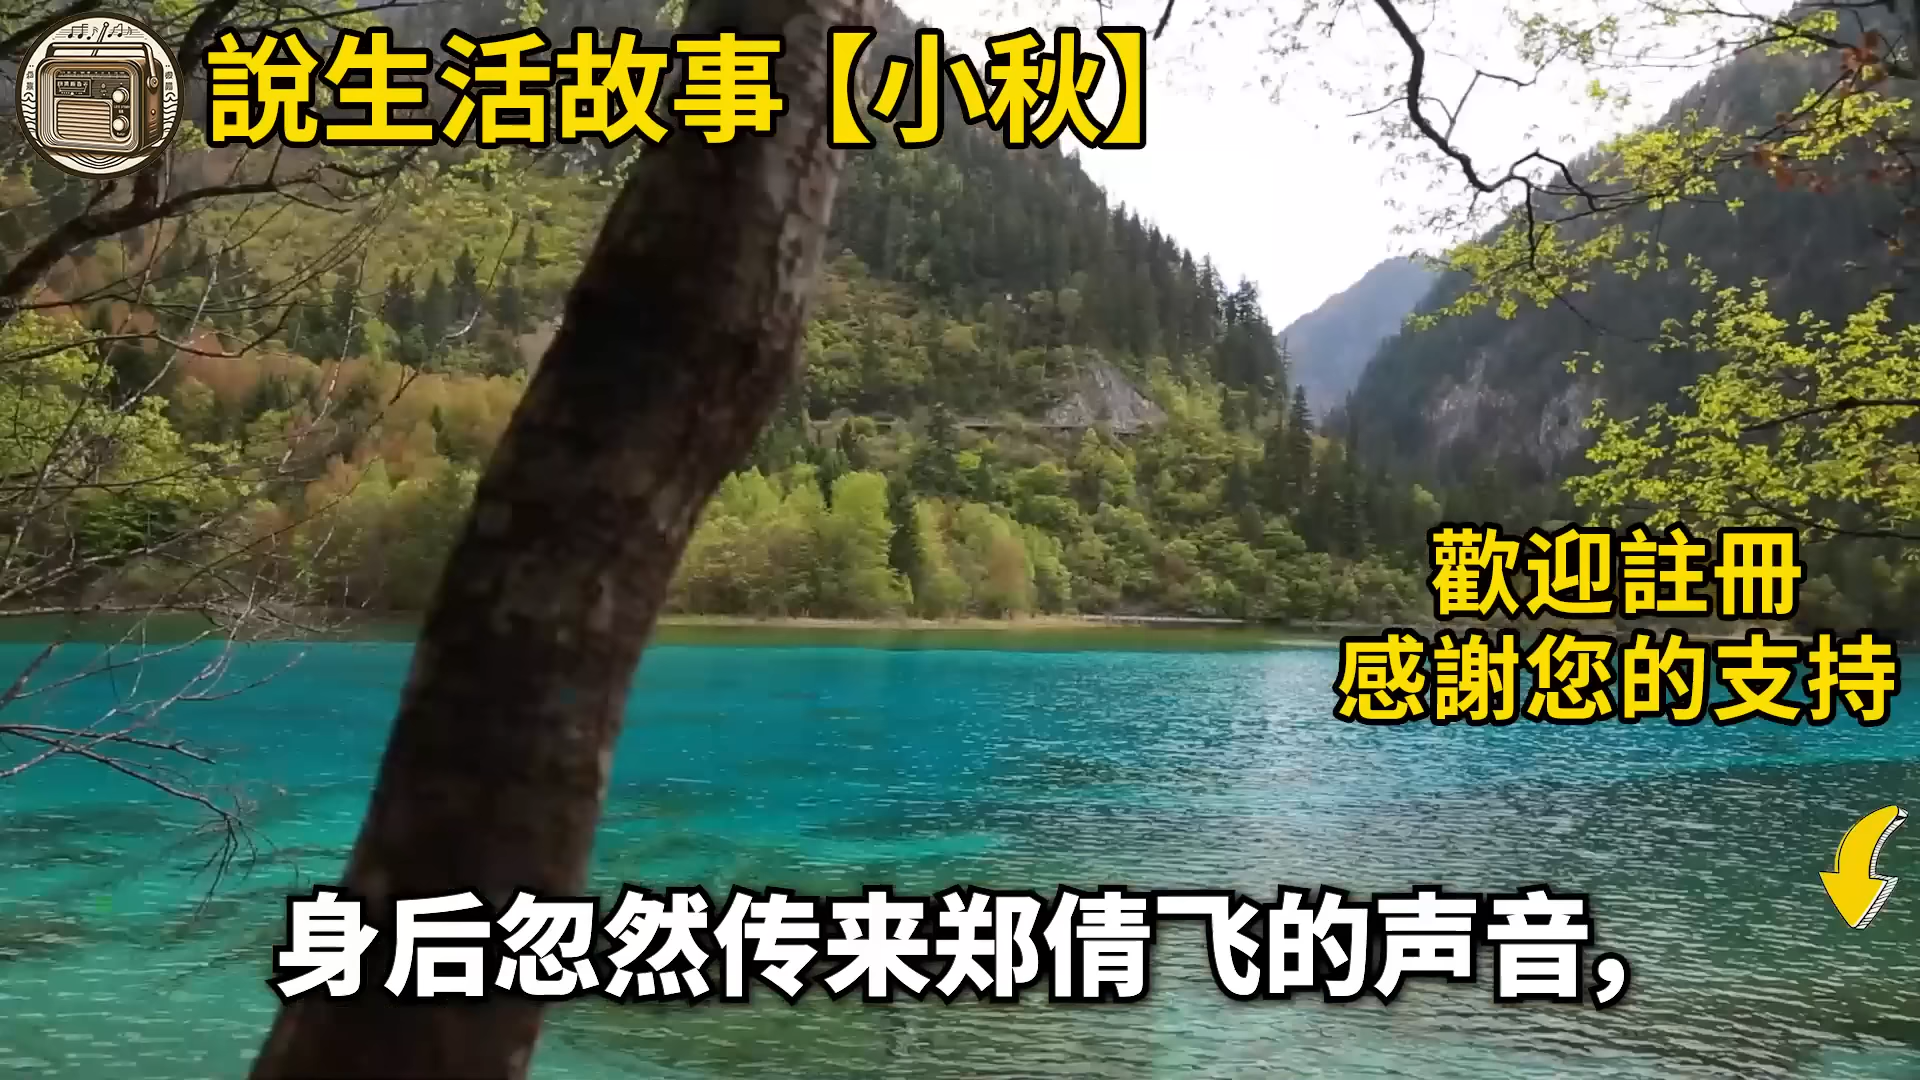 說生活故事【小秋】
歡迎註冊
感謝您的支持
身后忽然传来郑倩飞的声音,